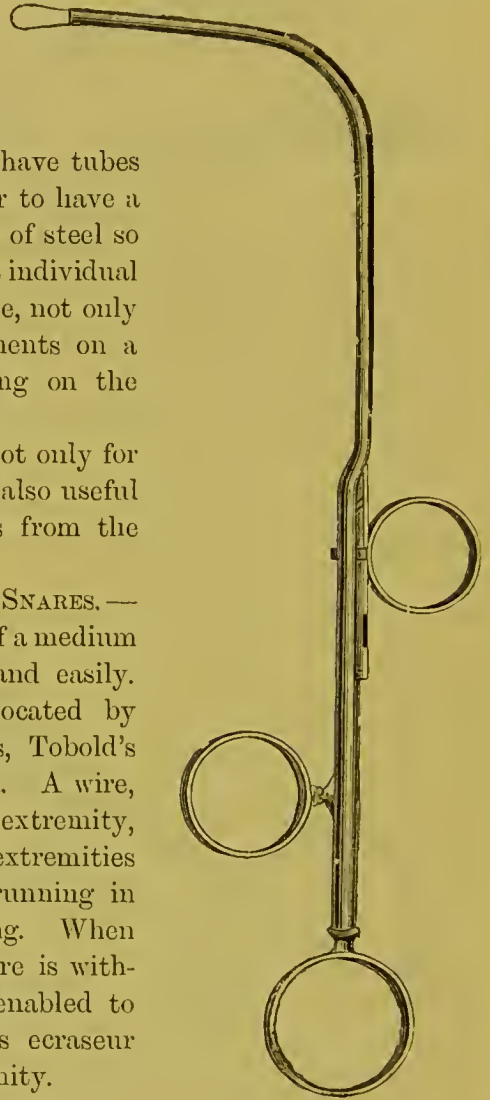 have tubes
r to have a
of steel so
individual
e, not only
ments on a
ng on the
ot only for
also useful
s from the
SNARES.—
f a medium
and easily.
ocated by
s, Tobold's
. A wire,
extremity,
extremities
running in
ng. When
re is with-
enabled to
s ecraseur
nity.